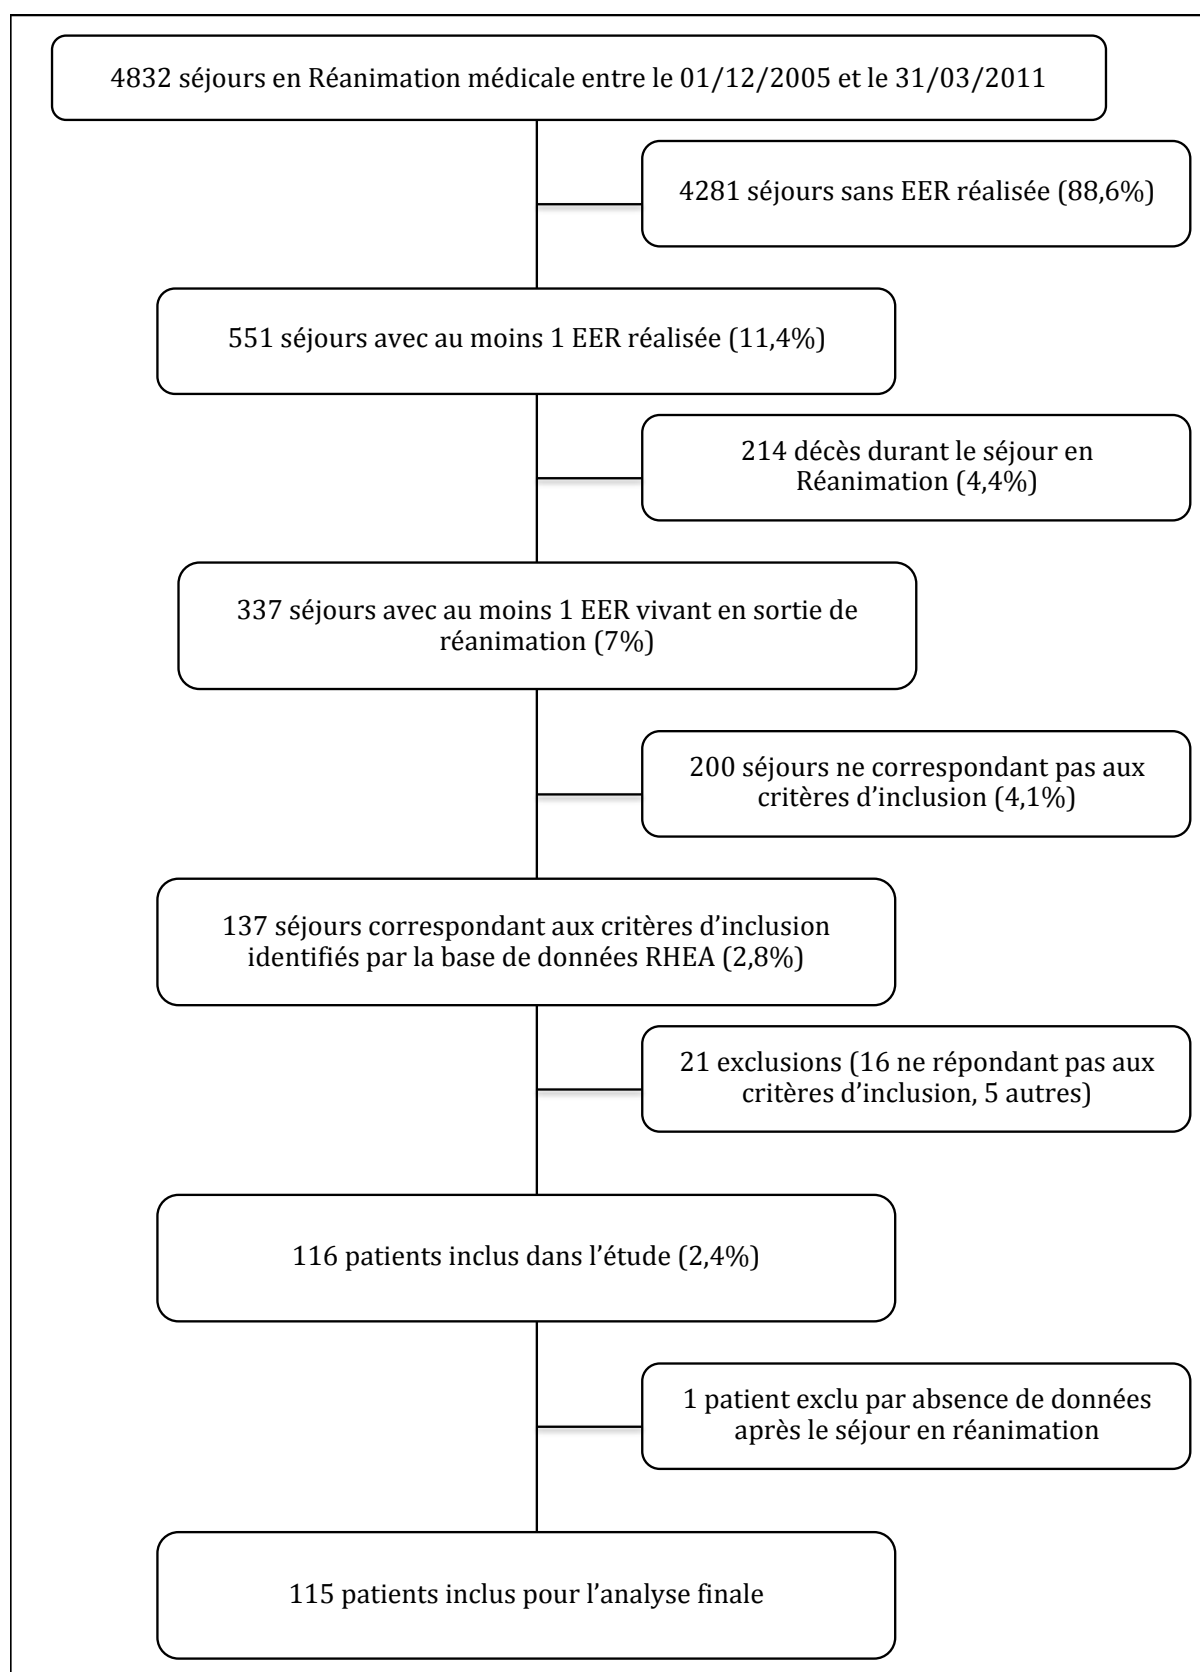 4832 séjours en Réanimation médicale entre le 01/12/2005 et le 31/03/2011
4281 séjours sans EER réalisée (88,6%)
551 séjours avec au moins 1 EER réalisée (11,4%)
214 décès durant le séjour en
Réanimation (4,4%)
337 séjours avec au moins 1 EER vivant en sortie de
réanimation (7%)
200 séjours ne correspondant pas aux
critères d’inclusion (4,1%)
137 séjours correspondant aux critères d’inclusion
identifiés par la base de données RHEA (2,8%)
21 exclusions (16 ne répondant pas aux
critères d’inclusion, 5 autres)
116 patients inclus dans l’étude (2,4%)
1 patient exclu par absence de données
après le séjour en réanimation
115 patients inclus pour l’analyse finale